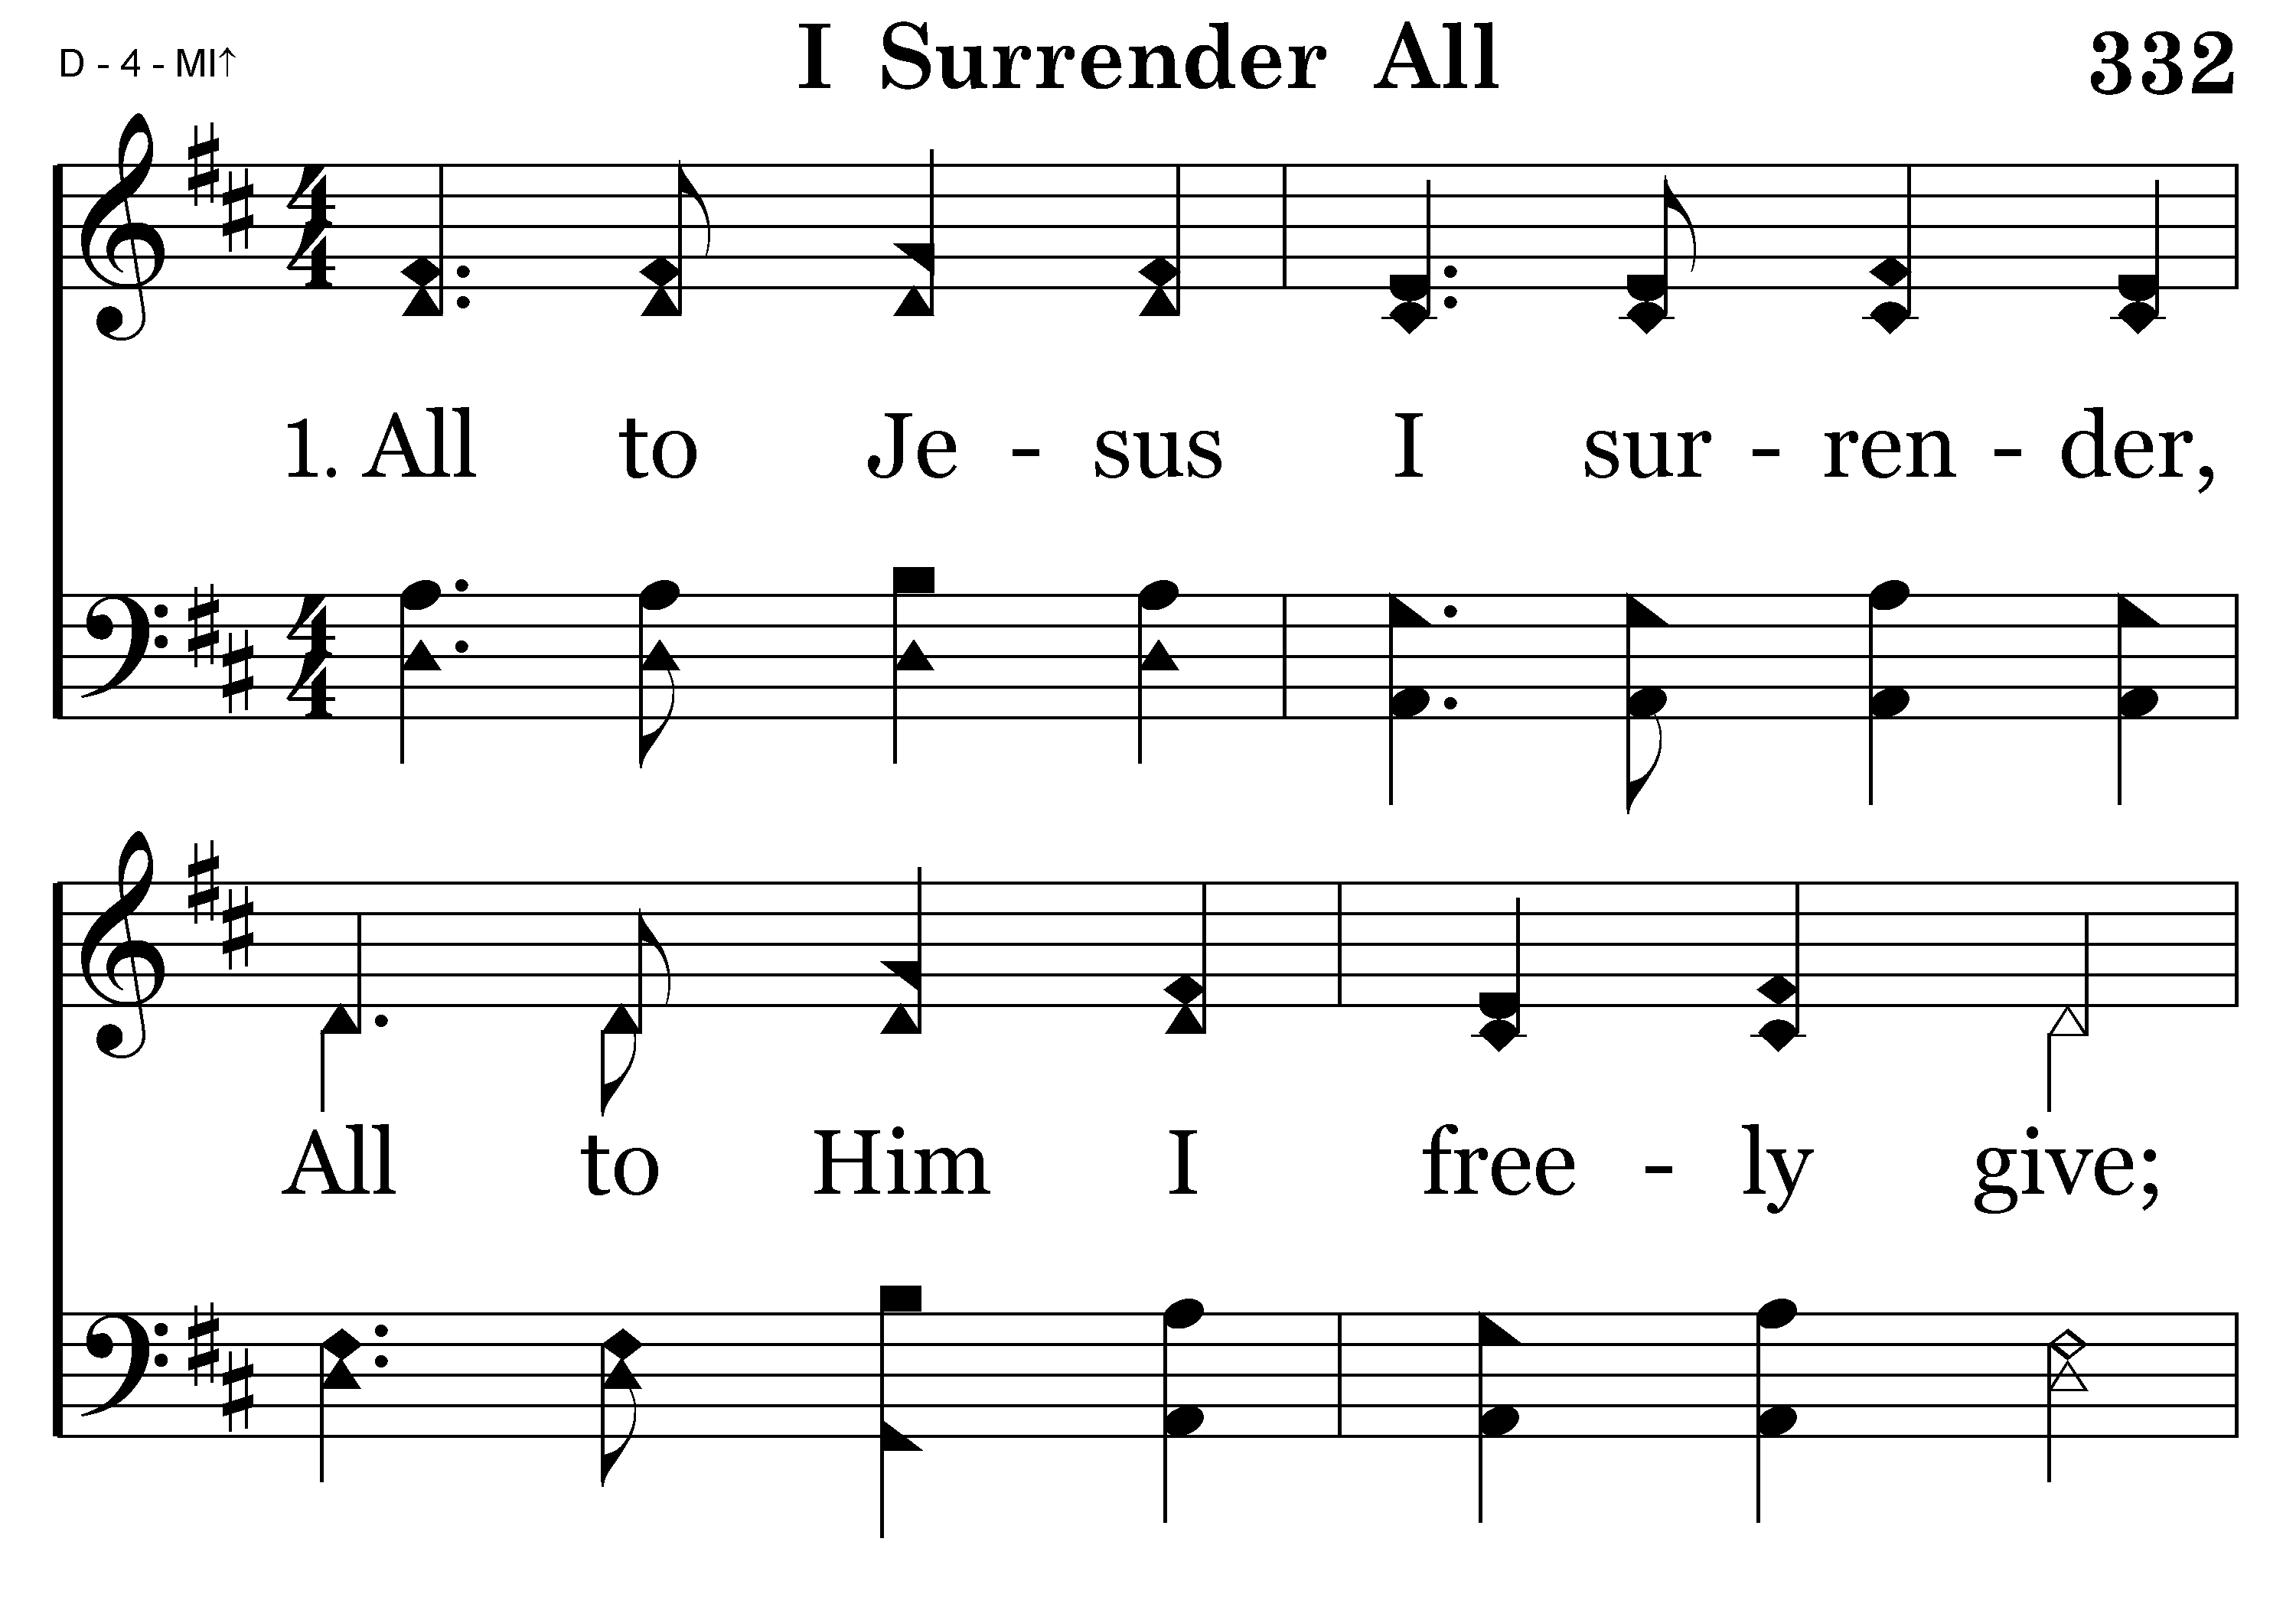 D - 4 - MI↑ I Surrender All 332
1. All to Je - sus I sur - ren - der,
All to Him I free - ly give;